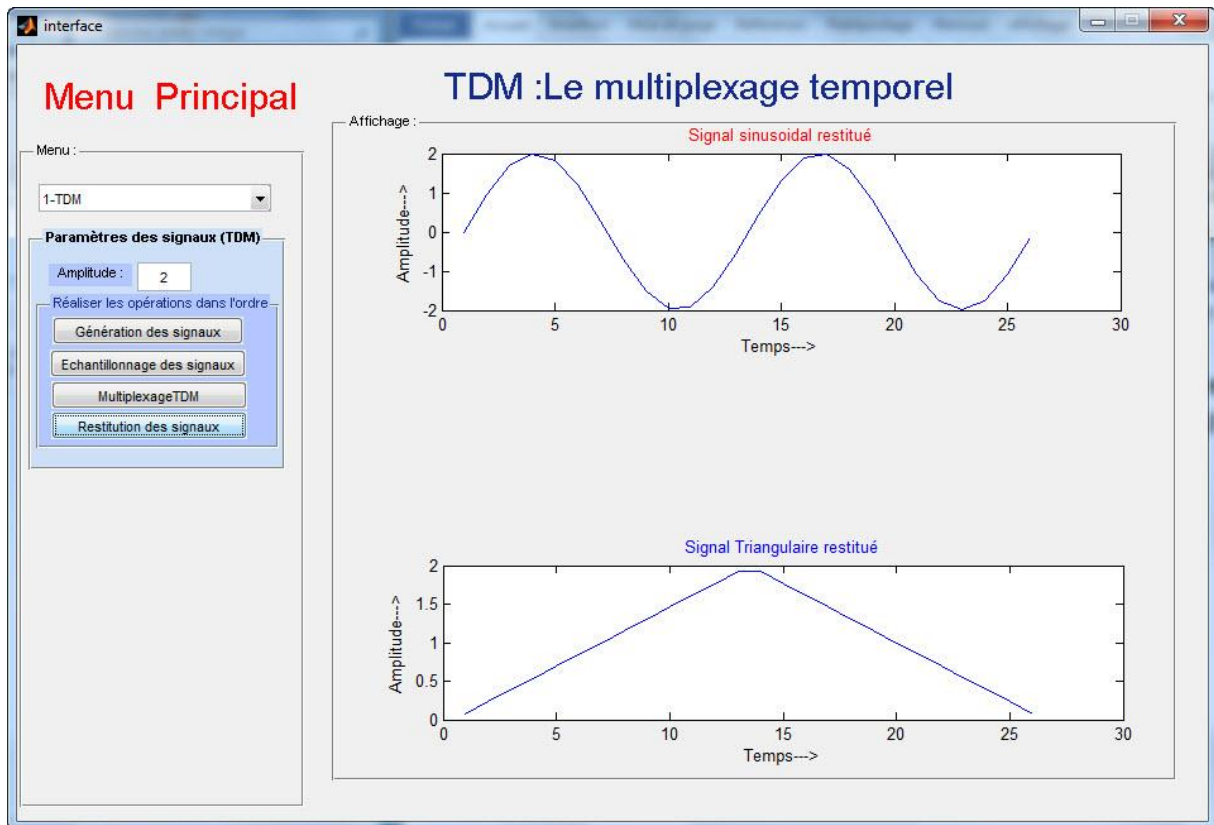 interface
Menu Principal
TDM :Le multiplexage temporel
Menu :
1-TDM
Paramètres des signaux (TDM)
Amplitude :
2
Réaliser les opérations dans l'ordre
Génération des signaux
Echantillonnage des signaux
MultiplexageTDM
Restitution des signaux
Affichage :
Signal sinusoidal restitué
Amplitude--->
2
1
0
-1
-2
0 5 10 15 20 25 30
Temps--->
Signal Triangulaire restitué
Amplitude--->
2
1.5
1
0.5
0
0 5 10 15 20 25 30
Temps--->